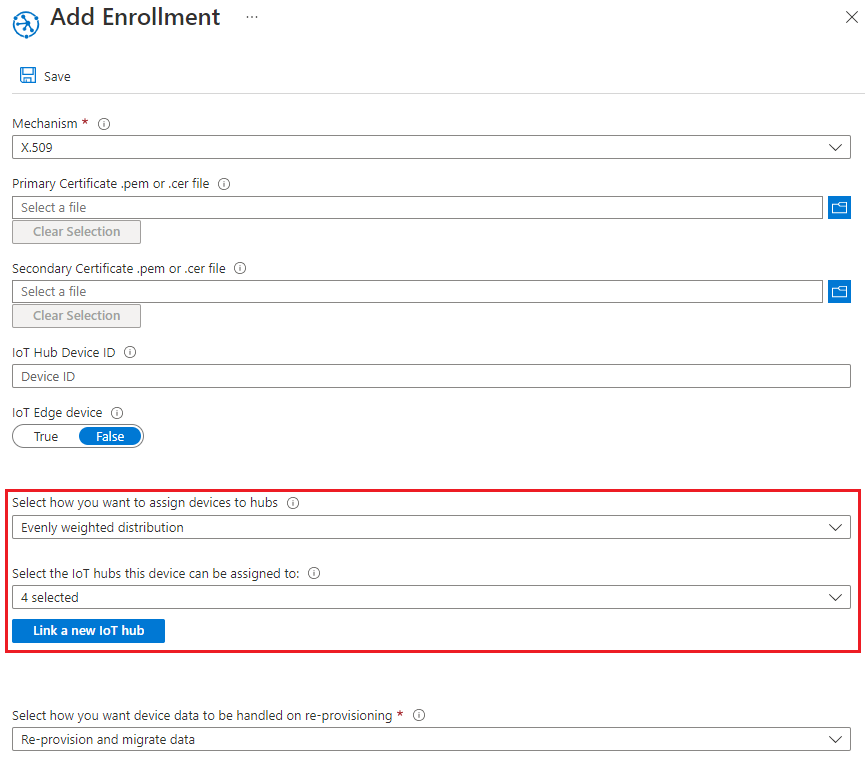 Add Enrollment ...
Save
Mechanism *
X.509
Primary Certificate .pem or .cer file
Select a file
Clear Selection
Secondary Certificate .pem or .cer file
Select a file
Clear Selection
IoT Hub Device ID
Device ID
IoT Edge device
True False
Select how you want to assign devices to hubs
Evenly weighted distribution
Select the IoT hubs this device can be assigned to:
4 selected
Link a new IoT hub
Select how you want device data to be handled on re-provisioning *
Re-provision and migrate data